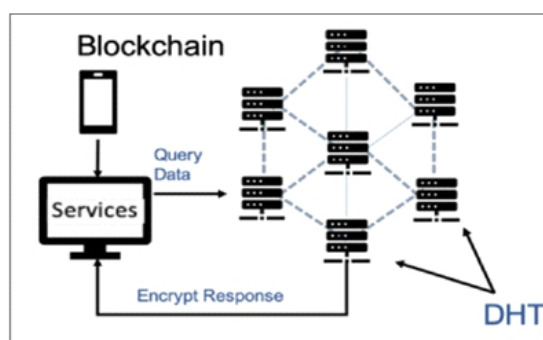 Blockchain
Query
Data
Services
Encrypt Response
DHT